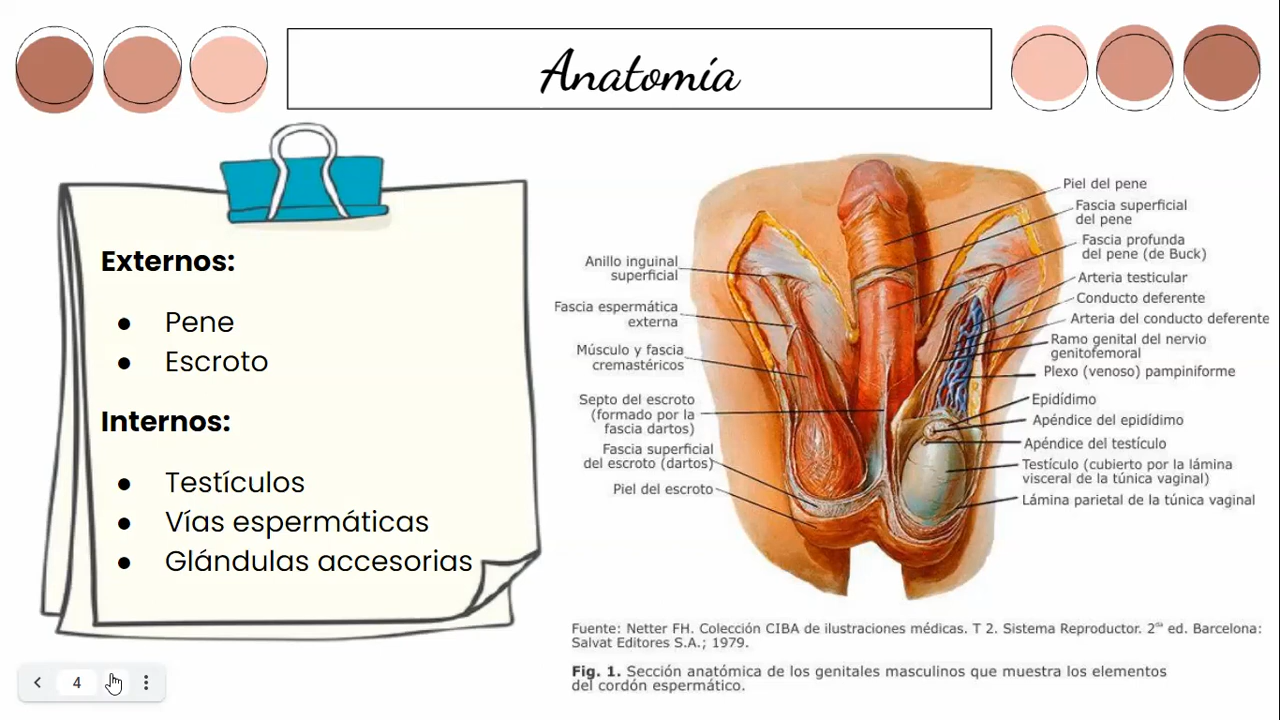 Anatomía
Externos:
● Pene
● Escroto
Internos:
● Testículos
● Vías espermáticas
● Glándulas accesorias
Anillo inguinal
superficial
Fascia espermática
externa
Músculo y fascia
cremastéricos
Septo del escroto
(formado por la
fascia dartos)
Fascia superficial
del escroto (dartos)
Piel del escroto
Piel del pene
Fascia superficial
del pene
Fascia profunda
del pene (de Buck)
Arteria testicular
Conducto deferente
Arteria del conducto deferente
Ramo genital del nervio
genitofemoral
Plexo (venoso) pampiniforme
Epidídimo
Apéndice del epidídimo
Apéndice del testículo
Testículo (cubierto por la lámina
visceral de la túnica vaginal)
Lámina parietal de la túnica vaginal
Fuente: Netter FH. Colección CIBA de ilustraciones médicas. T 2. Sistema Reproductor. 2ᵈᵃ ed. Barcelona:
Salvat Editores S.A.; 1979.
Fig. 1. Sección anatómica de los genitales masculinos que muestra los elementos
del cordón espermático.
4